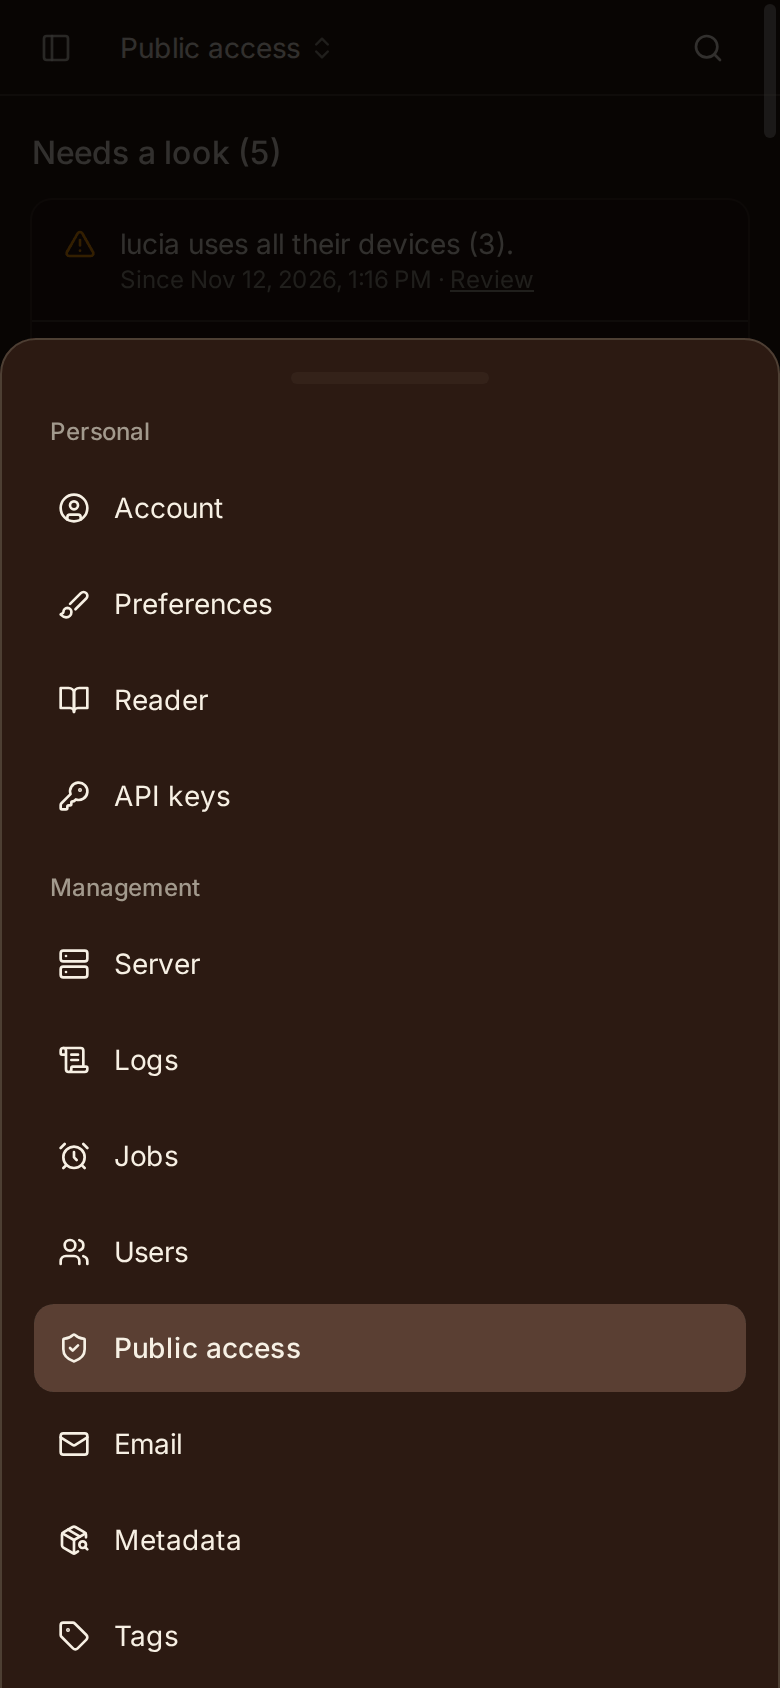 Public access
Needs a look (5)
lucia uses all their devices (3).
Since Nov 12, 2026, 1:16 PM · Review
Personal
Account
Preferences
Reader
API keys
Management
Server
Logs
Jobs
Users
Public access
Email
Metadata
Tags